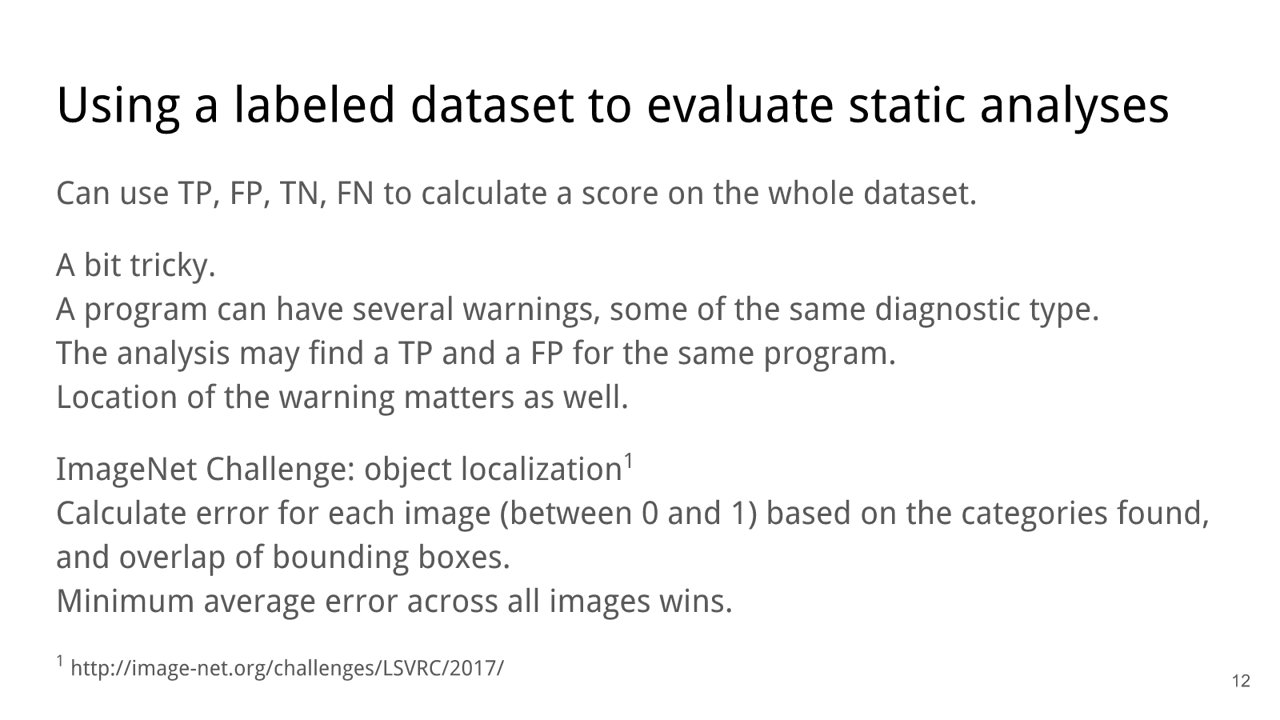 Using a labeled dataset to evaluate static analyses
Can use TP, FP, TN, FN to calculate a score on the whole dataset.
A bit tricky.
A program can have several warnings, some of the same diagnostic type.
The analysis may find a TP and a FP for the same program.
Location of the warning matters as well.
ImageNet Challenge: object localization¹
Calculate error for each image (between 0 and 1) based on the categories found,
and overlap of bounding boxes.
Minimum average error across all images wins.
¹ http://image-net.org/challenges/LSVRC/2017/
12